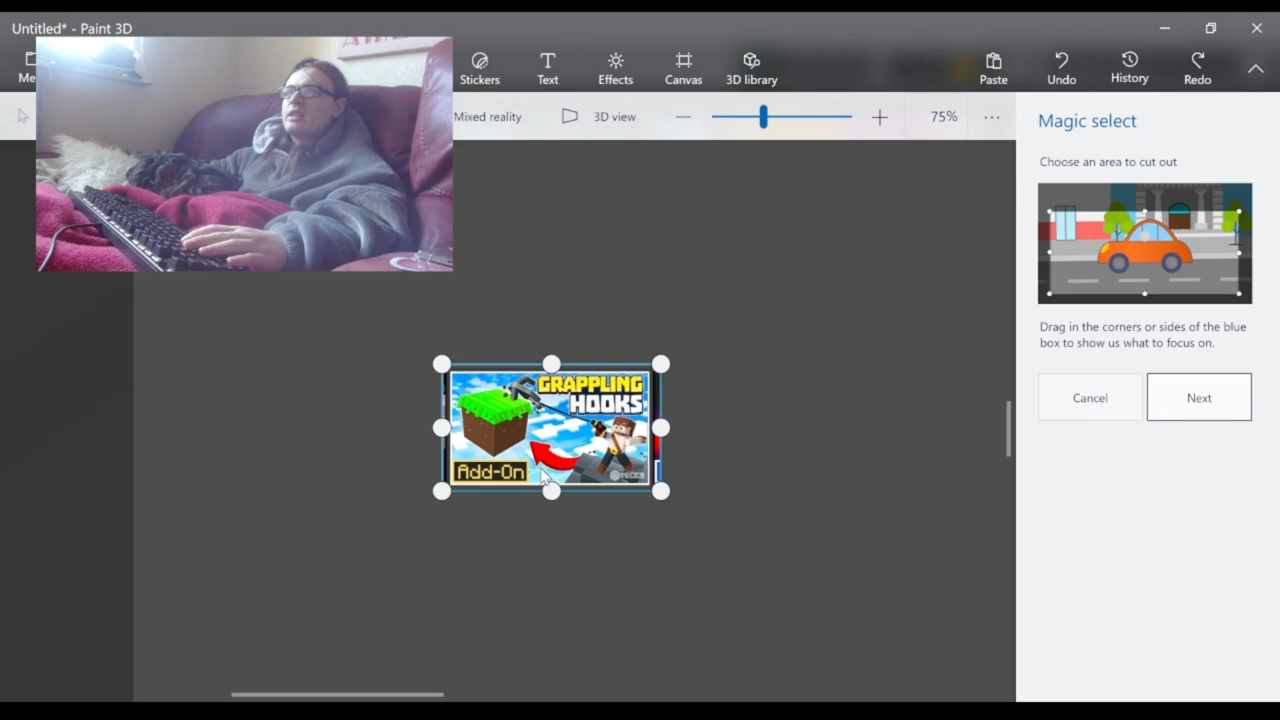 Untitled* - Paint 3D
Me
Stickers
Text
Effects
Canvas
3D library
Paste
Undo
History
Redo
Mixed reality
3D view
75%
Magic select
Choose an area to cut out
Drag in the corners or sides of the blue
box to show us what to focus on.
Cancel
Next
GRAPPLING
HOOKS
Add-On